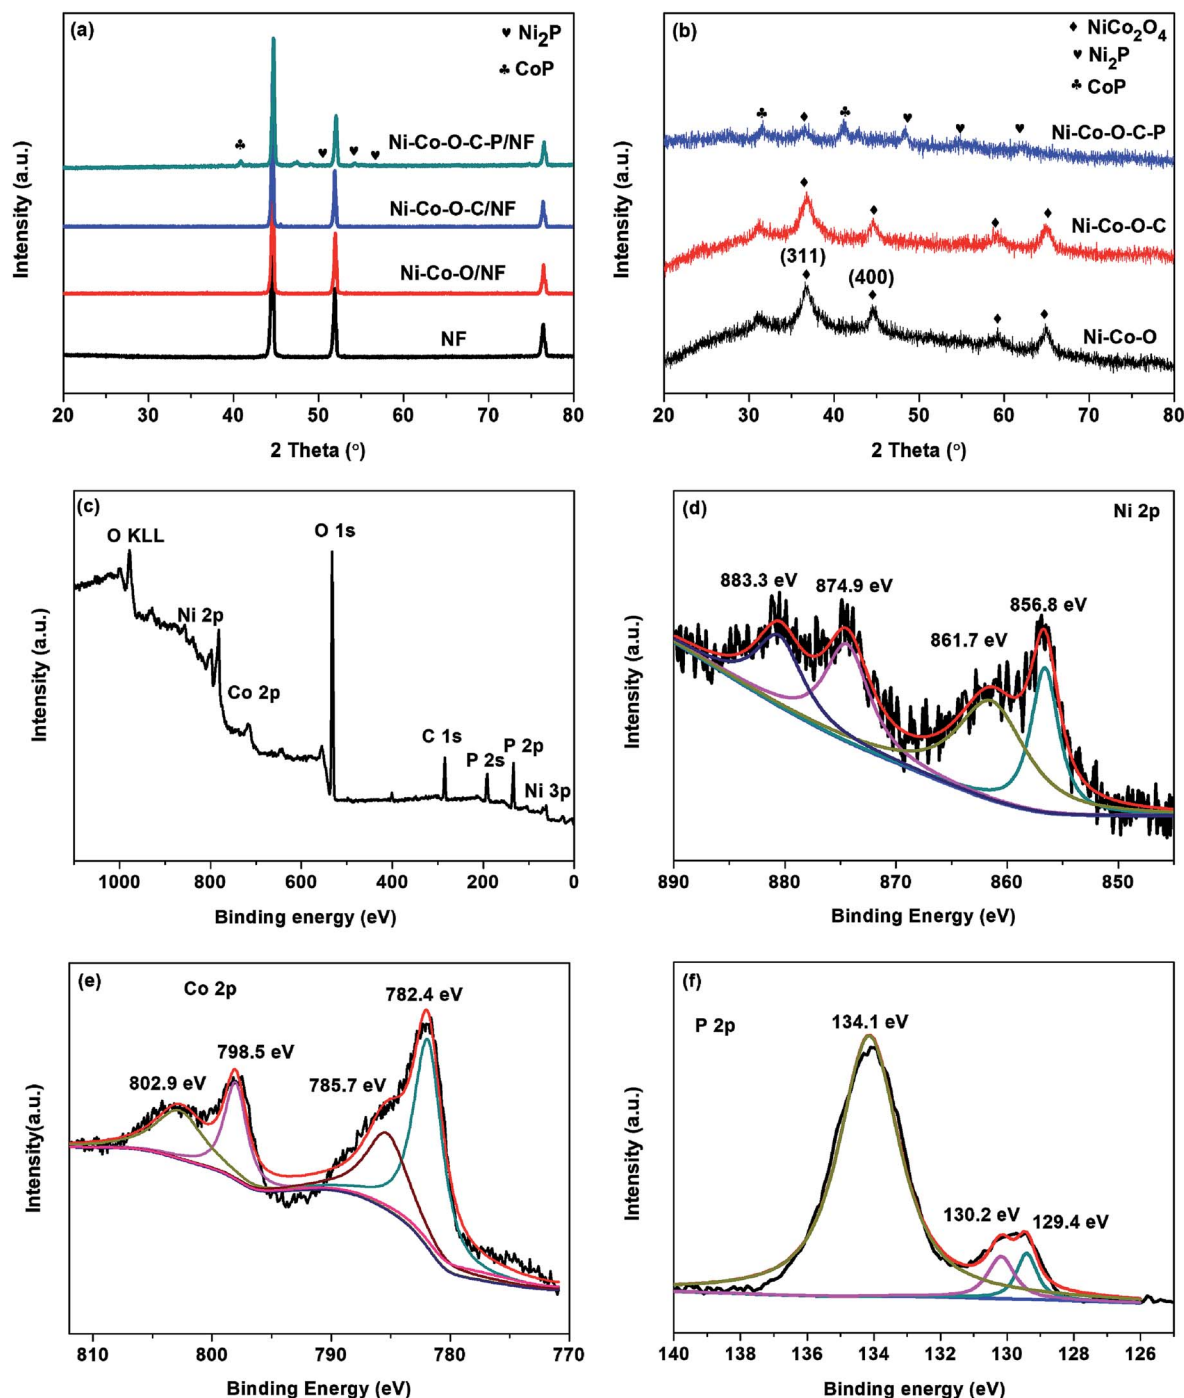 (a)
♥ Ni2P
♣ CoP
♣
♥
♥
♥
Ni-Co-O-C-P/NF
Ni-Co-O-C/NF
Ni-Co-O/NF
NF
Intensity (a.u.)
20 30 40 50 60 70 80
2 Theta (o)
(b)
♦ NiCo2O4
♥ Ni2P
♣ CoP
♣ ♦ ♣ ♥ ♥ ♥
Ni-Co-O-C-P
♦ ♦ ♦ ♦
Ni-Co-O-C
(311)
(400)
♦ ♦ ♦ ♦
Ni-Co-O
Intensity (a.u.)
20 30 40 50 60 70 80
2 Theta (o)
(c)
O KLL
O 1s
Ni 2p
Co 2p
C 1s
P 2s
P 2p
Ni 3p
Intensity (a.u.)
1000 800 600 400 200 0
Binding energy (eV)
(d)
Ni 2p
883.3 eV
874.9 eV
861.7 eV
856.8 eV
Intensity (a.u.)
890 880 870 860 850
Binding Energy (eV)
(e)
Co 2p
802.9 eV
798.5 eV
785.7 eV
782.4 eV
Intensity(a.u.)
810 800 790 780 770
Binding Energy (eV)
(f)
P 2p
134.1 eV
130.2 eV
129.4 eV
Intensity (a.u.)
140 138 136 134 132 130 128 126
Binding energy (eV)